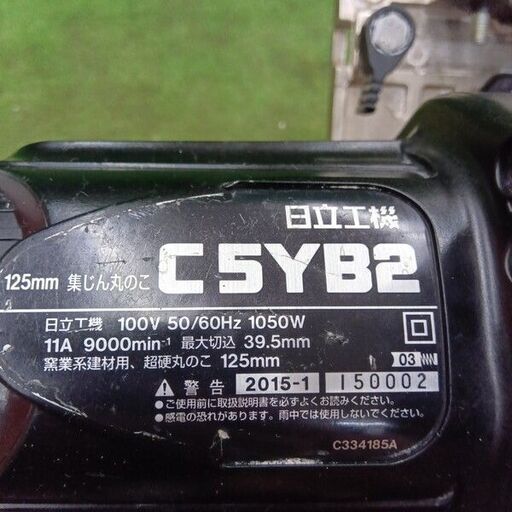 日立工機
125mm 集じん丸のこ C5YB2
日立工機 100V 50/60Hz 1050W
11A 9000min-1 最大切込 39.5mm
窯業系建材用、超硬丸のこ 125mm
03
警告 2015-1 150002
●ご使用前に取扱説明書を必ずよくお読みください。
●感電の恐れがあります。雨中では使用しないでください。
C334185A